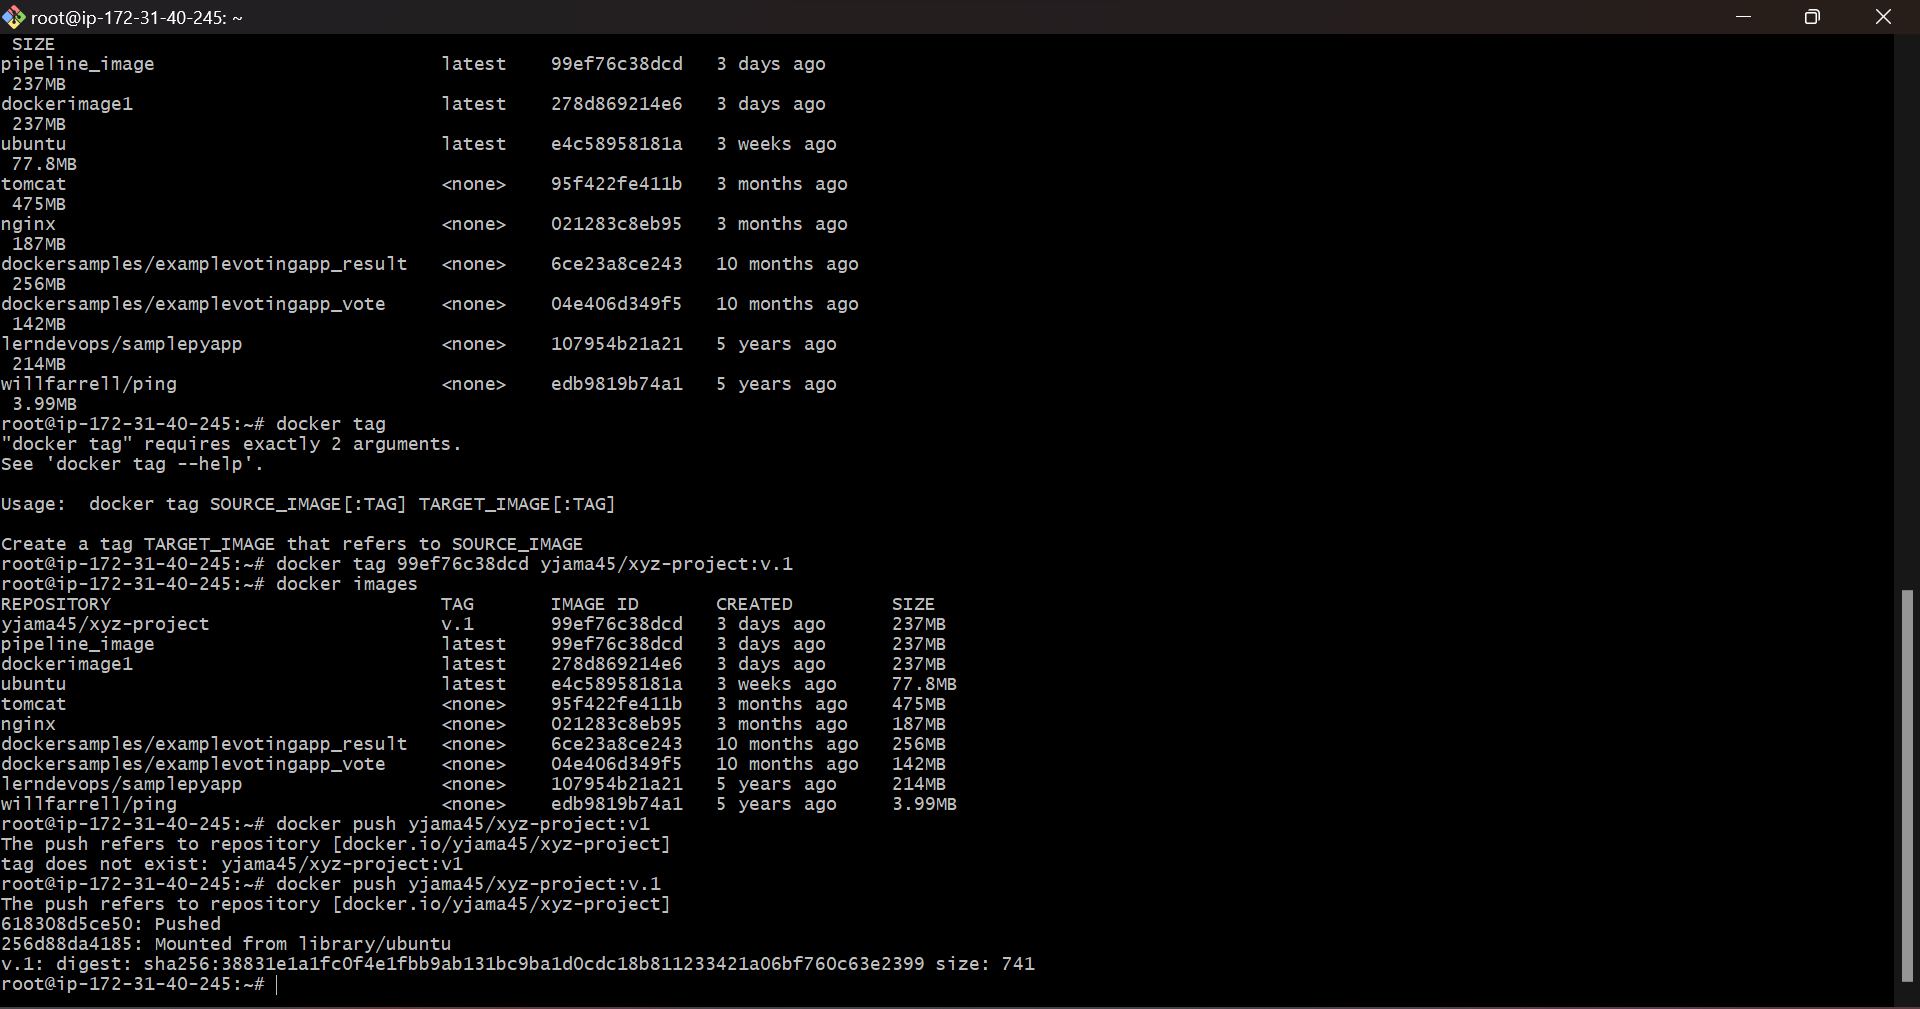 root@ip-172-31-40-245: ~
 SIZE
pipeline_image                          latest    99ef76c38dcd   3 days ago
 237MB
dockerimage1                            latest    278d869214e6   3 days ago
 237MB
ubuntu                                  latest    e4c58958181a   3 weeks ago
 77.8MB
tomcat                                  <none>    95f422fe411b   3 months ago
 475MB
nginx                                   <none>    021283c8eb95   3 months ago
 187MB
dockersamples/examplevotingapp_result   <none>    6ce23a8ce243   10 months ago
 256MB
dockersamples/examplevotingapp_vote     <none>    04e406d349f5   10 months ago
 142MB
lerndevops/samplepyapp                  <none>    107954b21a21   5 years ago
 214MB
willfarrell/ping                        <none>    edb9819b74a1   5 years ago
 3.99MB
root@ip-172-31-40-245:~# docker tag
"docker tag" requires exactly 2 arguments.
See 'docker tag --help'.

Usage:  docker tag SOURCE_IMAGE[:TAG] TARGET_IMAGE[:TAG]

Create a tag TARGET_IMAGE that refers to SOURCE_IMAGE
root@ip-172-31-40-245:~# docker tag 99ef76c38dcd yjama45/xyz-project:v.1
root@ip-172-31-40-245:~# docker images
REPOSITORY                              TAG       IMAGE ID       CREATED         SIZE
yjama45/xyz-project                     v.1       99ef76c38dcd   3 days ago      237MB
pipeline_image                          latest    99ef76c38dcd   3 days ago      237MB
dockerimage1                            latest    278d869214e6   3 days ago      237MB
ubuntu                                  latest    e4c58958181a   3 weeks ago     77.8MB
tomcat                                  <none>    95f422fe411b   3 months ago    475MB
nginx                                   <none>    021283c8eb95   3 months ago    187MB
dockersamples/examplevotingapp_result   <none>    6ce23a8ce243   10 months ago   256MB
dockersamples/examplevotingapp_vote     <none>    04e406d349f5   10 months ago   142MB
lerndevops/samplepyapp                  <none>    107954b21a21   5 years ago     214MB
willfarrell/ping                        <none>    edb9819b74a1   5 years ago     3.99MB
root@ip-172-31-40-245:~# docker push yjama45/xyz-project:v1
The push refers to repository [docker.io/yjama45/xyz-project]
tag does not exist: yjama45/xyz-project:v1
root@ip-172-31-40-245:~# docker push yjama45/xyz-project:v.1
The push refers to repository [docker.io/yjama45/xyz-project]
618308d5ce50: Pushed
256d88da4185: Mounted from library/ubuntu
v.1: digest: sha256:38831e1a1fc0f4e1fbb9ab131bc9ba1d0cdc18b811233421a06bf760c63e2399 size: 741
root@ip-172-31-40-245:~#